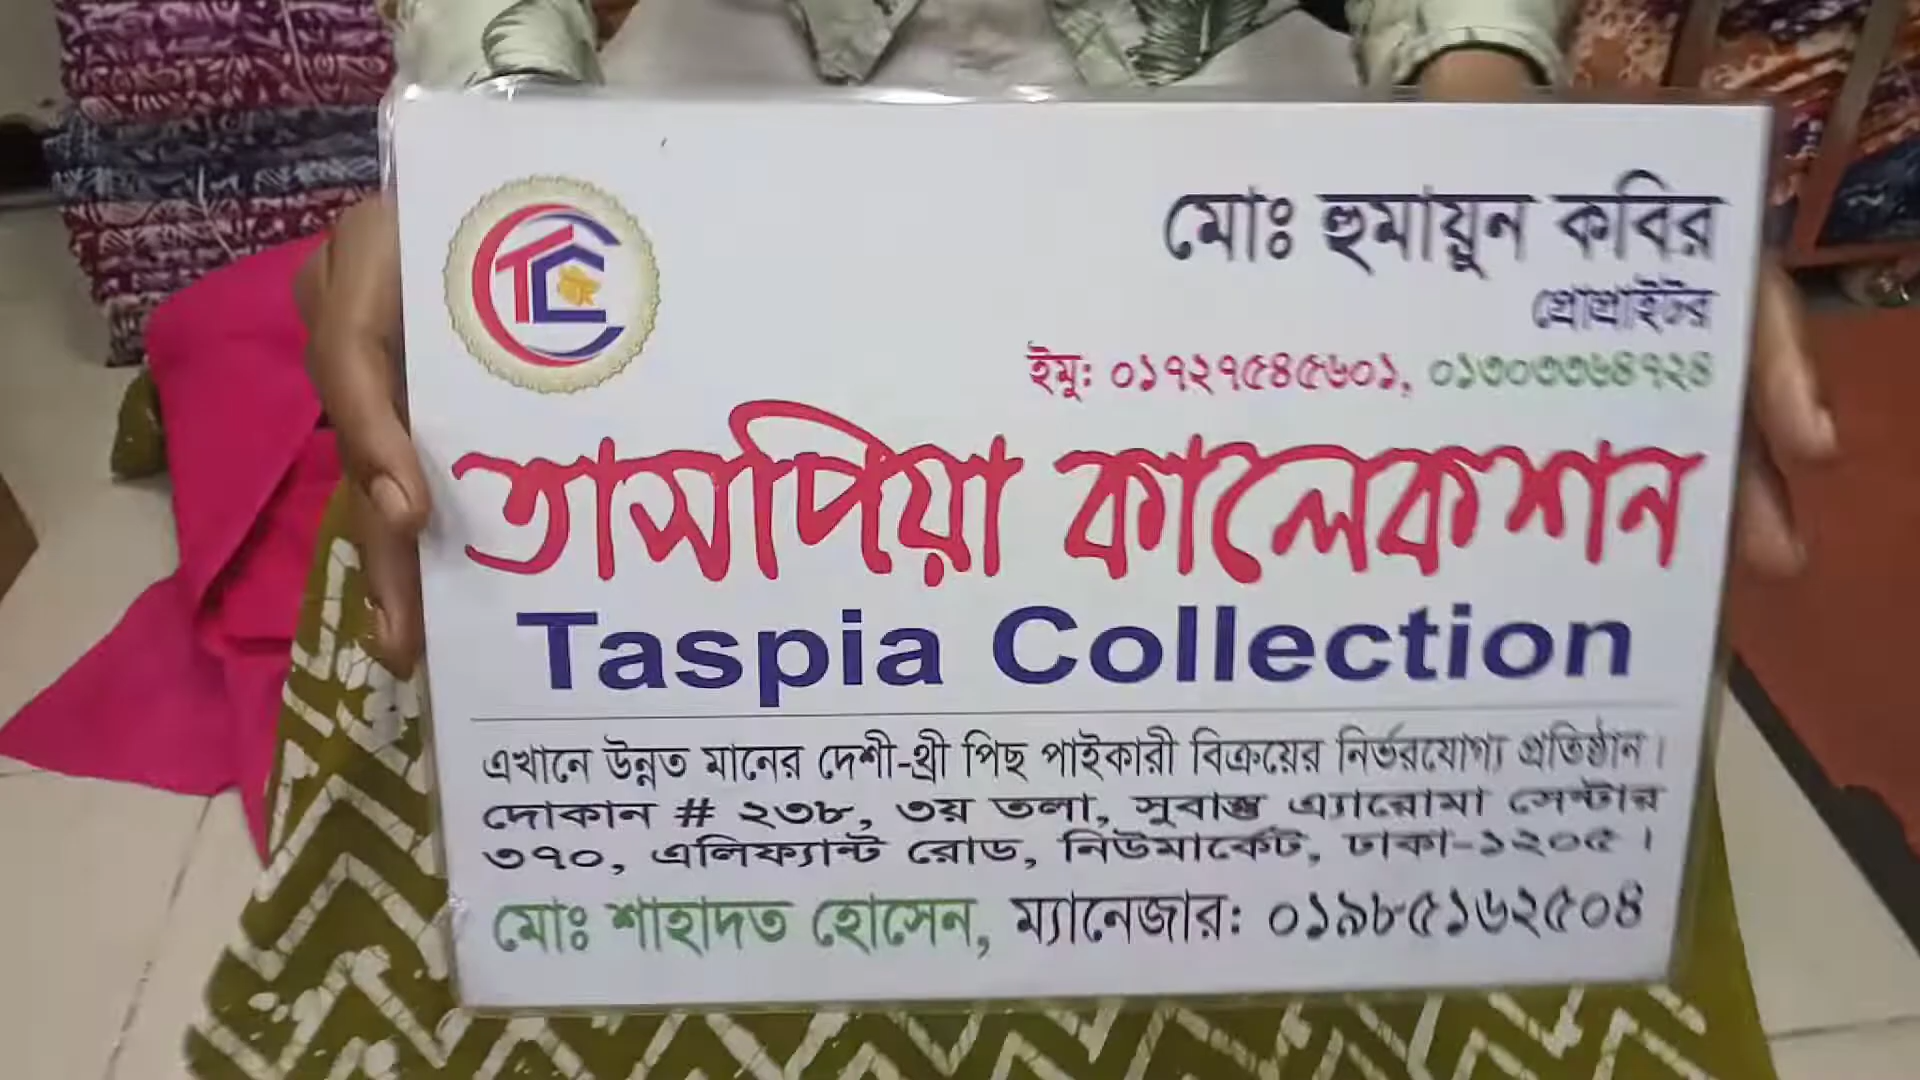 TCC
মোঃ হুমায়ুন কবির
প্রোপ্রাইটর
ইমু: ০১৭২৭৫৪৫৬০১, ০১৩০৩৩৬৪৭২৪
তাসপিয়া কালেকশন
Taspia Collection
এখানে উন্নত মানের দেশী-থ্রী পিছ পাইকারী বিক্রয়ের নির্ভরযোগ্য প্রতিষ্ঠান।
দোকান # ২৩৮, ৩য় তলা, সুবাস্তু এ্যারোমা সেন্টার
৩৭০, এলিফ্যান্ট রোড, নিউমার্কেট, ঢাকা-১২০৫ ।
মোঃ শাহাদত হোসেন, ম্যানেজার: ০১৯৮৫১৬২৫০৪